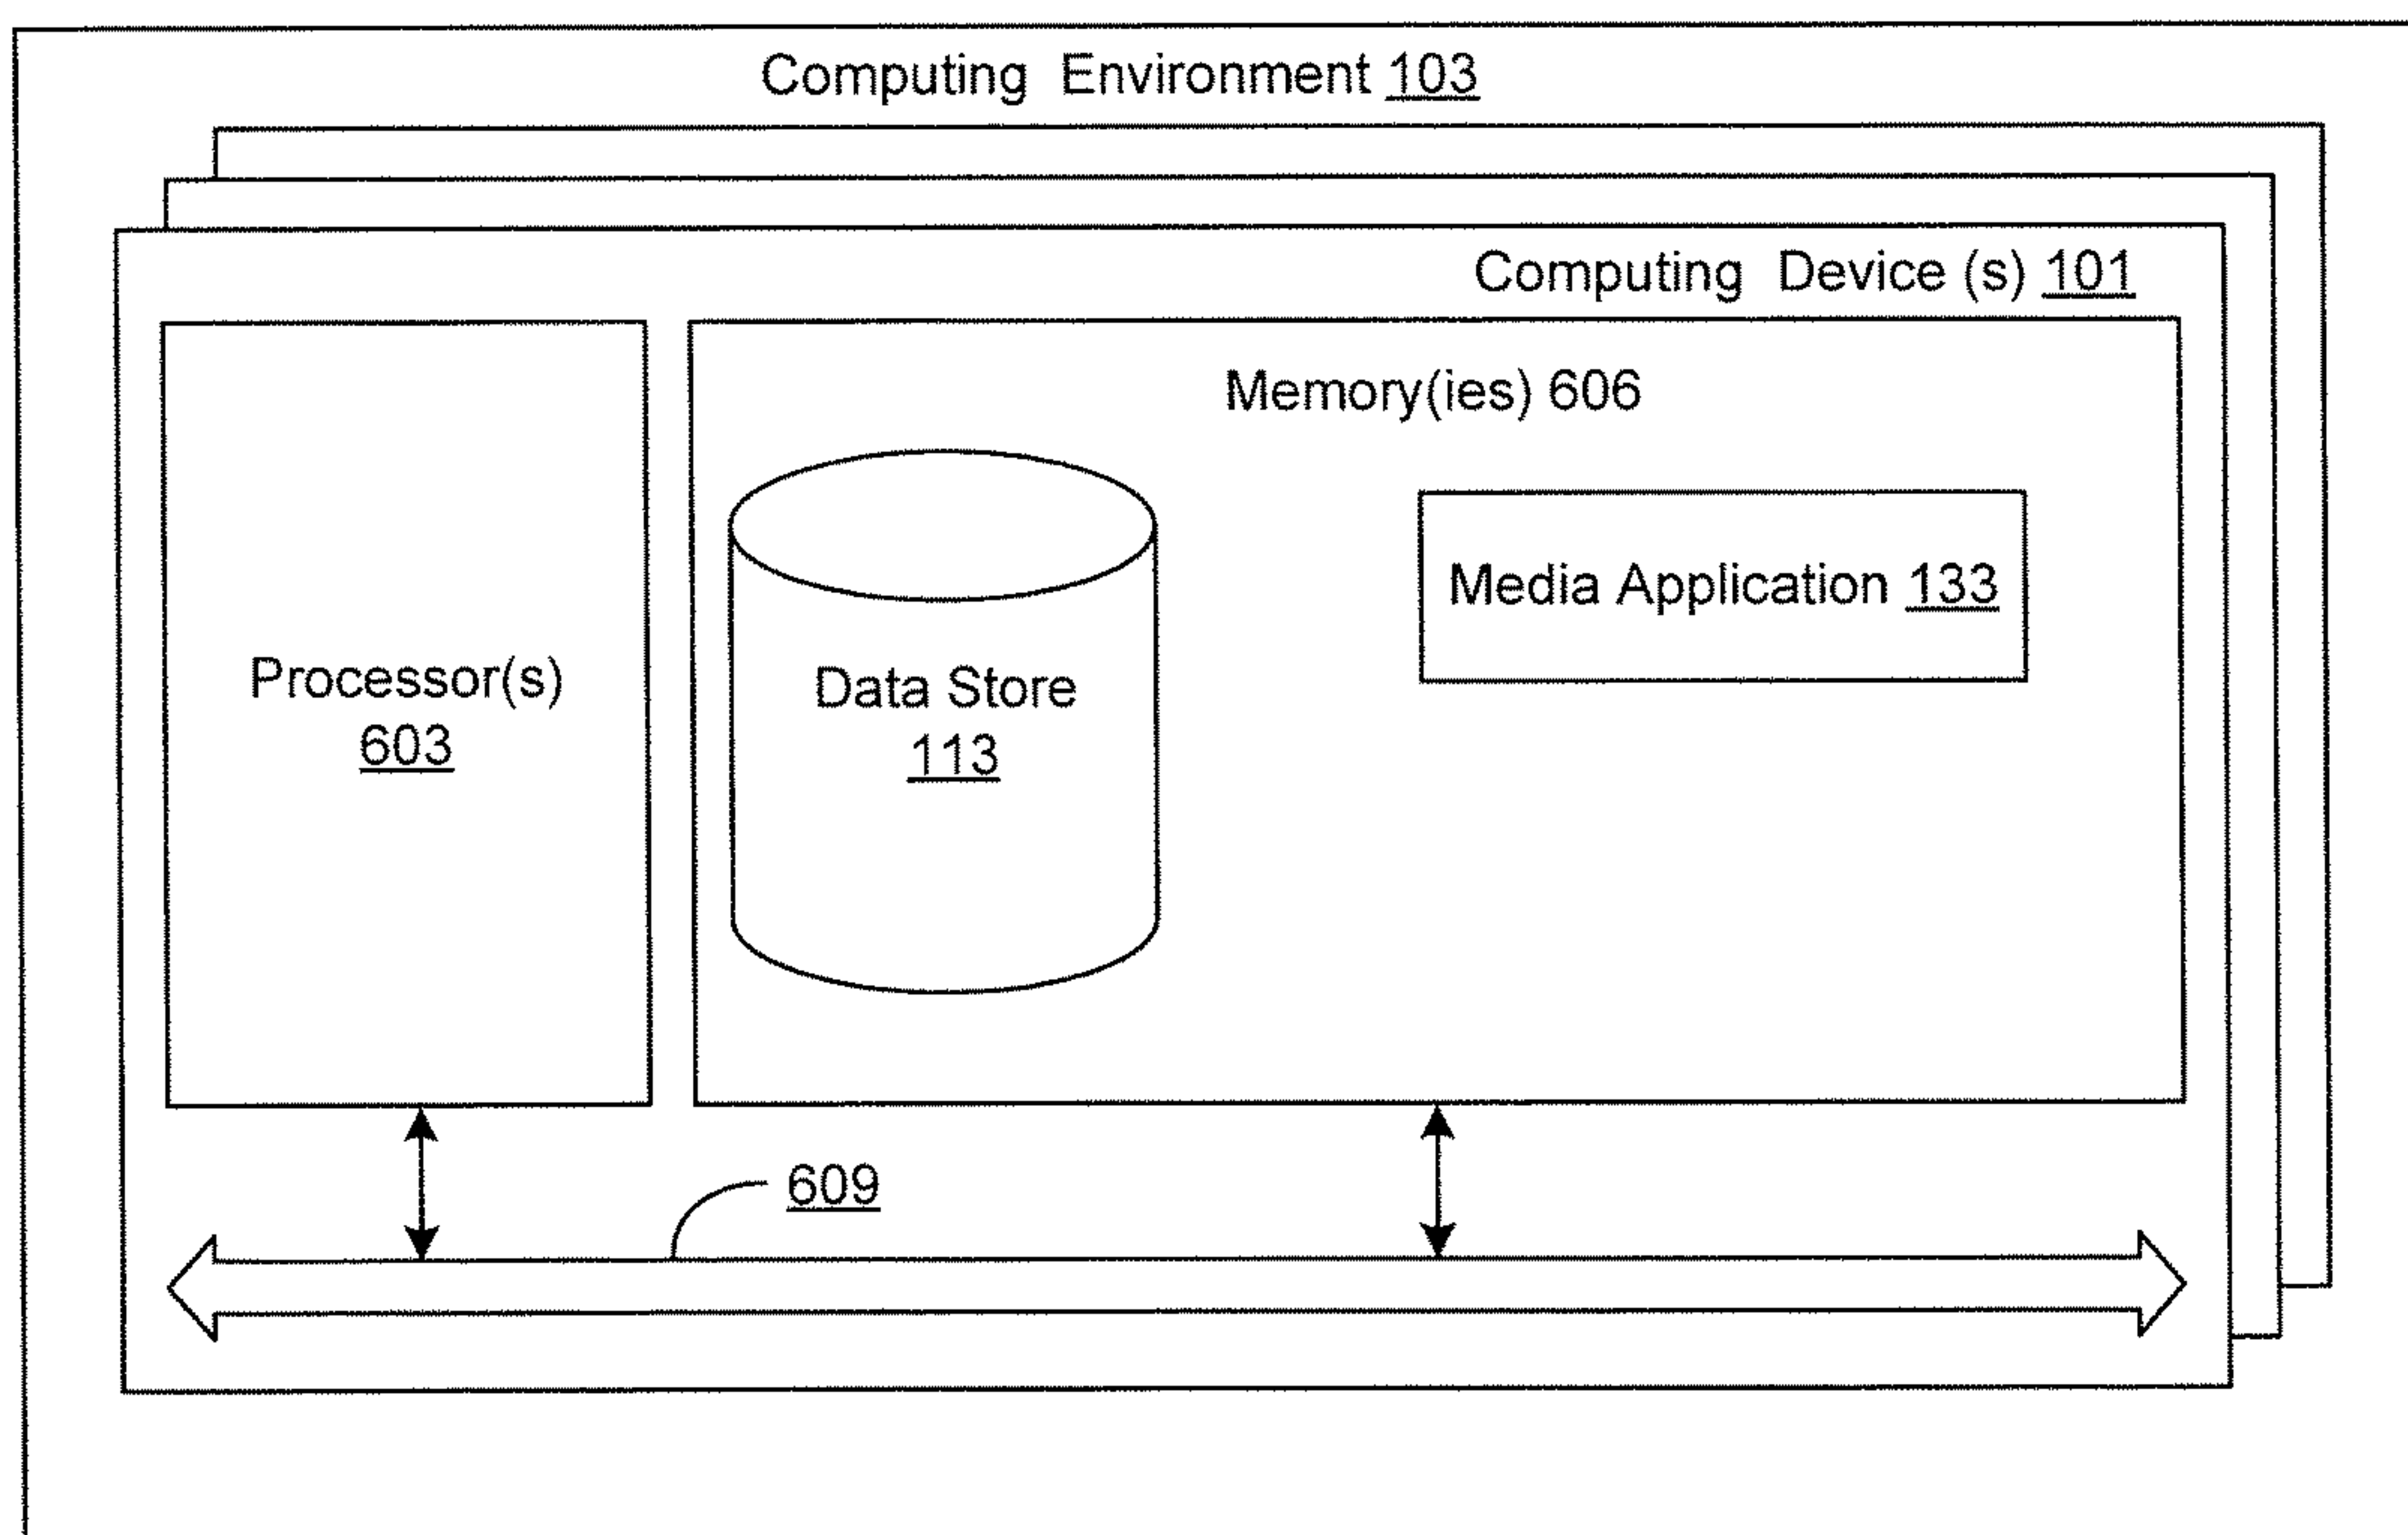 Computing Environment 103
Computing Device (s) 101
Memory(ies) 606
Media Application 133
Processor(s)
603
Data Store
113
609